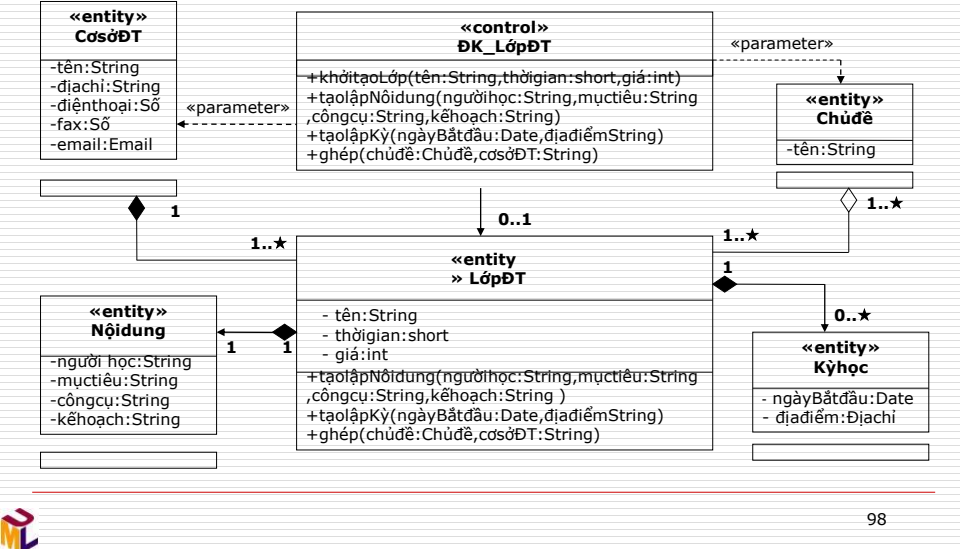 «entity»
CơsởĐT
-tên:String
-địachỉ:String
-điệnthoại:Số
-fax:Số
-email:Email
«parameter»
«control»
ĐK_LớpĐT
+khởitạoLớp(tên:String,thờigian:short,giá:int)
+tạolậpNôidung(ngườihọc:String,mụctiêu:String
,côngcụ:String,kếhoạch:String)
+tạolậpKỳ(ngàyBắtđầu:Date,địađiểmString)
+ghép(chủđề:Chủđề,cơsởĐT:String)
«parameter»
«entity»
Chủđề
-tên:String
1
1..★
0..1
1..★
1..★
«entity
» LớpĐT
- tên:String
- thờigian:short
- giá:int
+tạolậpNôidung(ngườihọc:String,mụctiêu:String
,côngcụ:String,kếhoạch:String )
+tạolậpKỳ(ngàyBắtđầu:Date,địađiểmString)
+ghép(chủđề:Chủđề,cơsởĐT:String)
«entity»
Nộidung
-người học:String
-mụctiêu:String
-côngcụ:String
-kếhoạch:String
1
1
1
0..★
«entity»
Kỳhọc
- ngàyBắtđầu:Date
- địađiểm:Địachỉ
98
UML